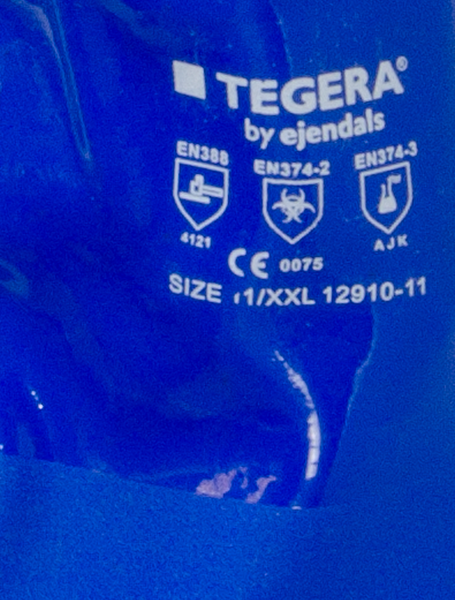 TEGERA®
by ejendals
EN388 EN374-2 EN374-3
4121 AJK
CE 0075
SIZE 11/XXL 12910-11